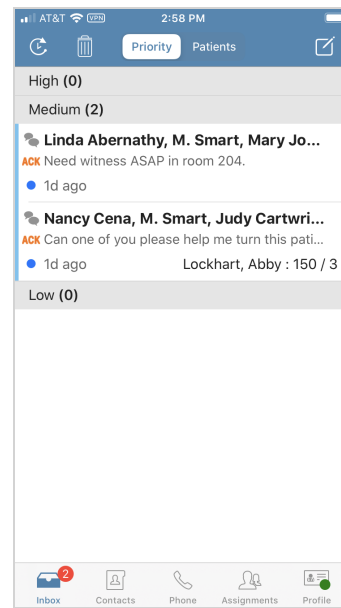 AT&T VPN 2:58 PM
Priority Patients
High (0)
Medium (2)
Linda Abernathy, M. Smart, Mary Jo...
ACK Need witness ASAP in room 204.
1d ago
Nancy Cena, M. Smart, Judy Cartwri...
ACK Can one of you please help me turn this pati...
1d ago Lockhart, Abby : 150 / 3
Low (0)
2
Inbox Contacts Phone Assignments Profile